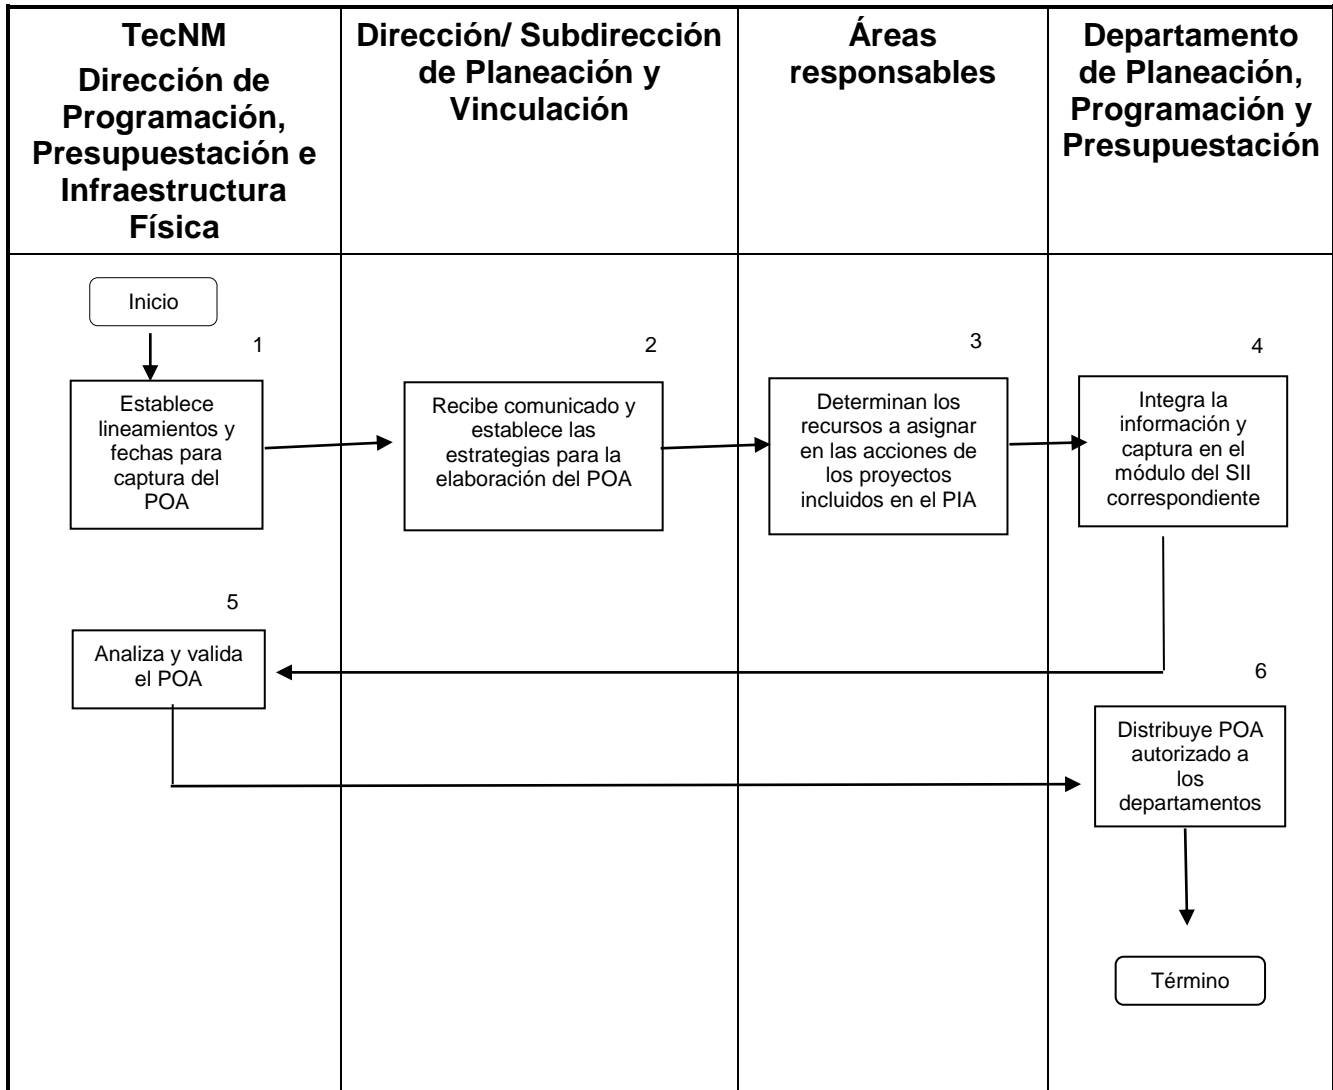 TecNM
Dirección de
Programación,
Presupuestación e
Infraestructura
Física
Dirección/ Subdirección
de Planeación y
Vinculación
Áreas
responsables
Departamento
de Planeación,
Programación y
Presupuestación
Inicio
1
Establece
lineamientos y
fechas para
captura del
POA
2
Recibe comunicado y
establece las
estrategias para la
elaboración del POA
3
Determinan los
recursos a asignar
en las acciones de
los proyectos
incluidos en el PIA
4
Integra la
información y
captura en el
módulo del SII
correspondiente
5
Analiza y valida
el POA
6
Distribuye POA
autorizado a
los
departamentos
Término